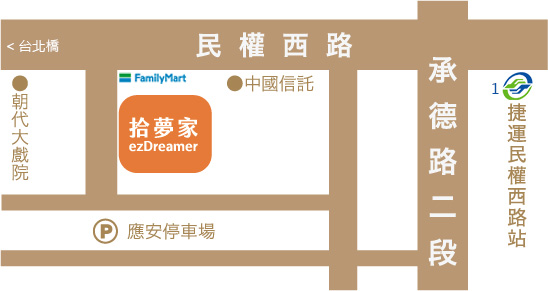 < 台北橋
民權西路
FamilyMart
中國信託
朝代大戲院
拾夢家
ezDreamer
承德路二段
1
捷運民權西路站
P
應安停車場